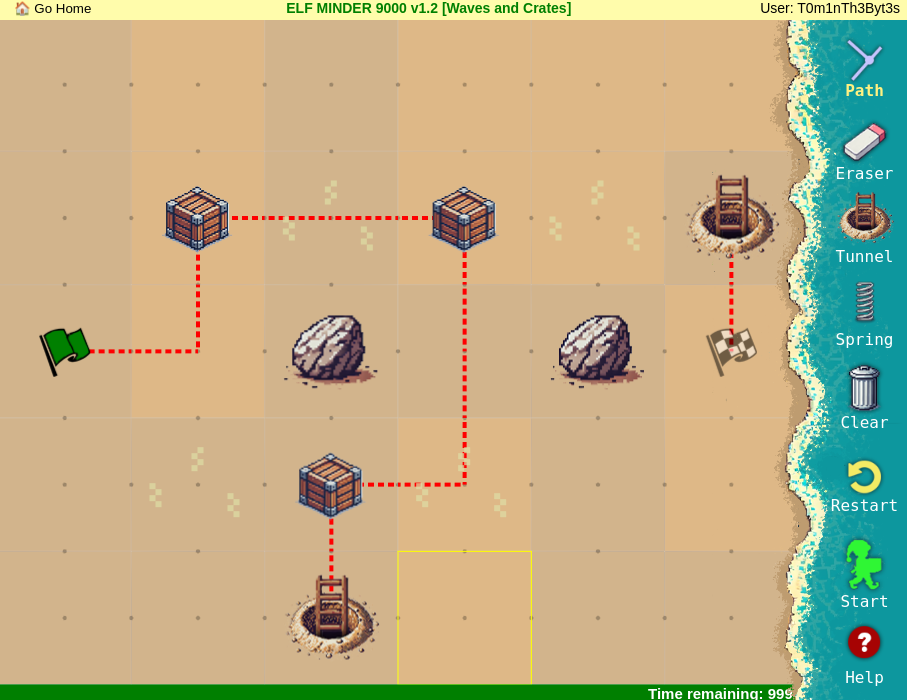 Go Home
ELF MINDER 9000 v1.2 [Waves and Crates]
User: T0m1nTh3Byt3s
Path
Eraser
Tunnel
Spring
Clear
Restart
Start
?
Help
Time remaining: 999